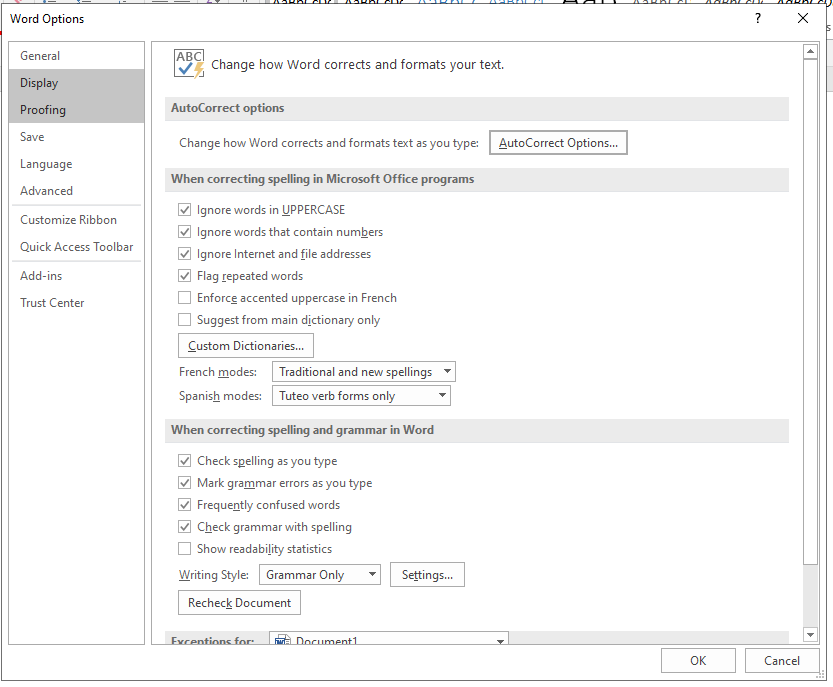 Word Options
?
General
Display
Proofing
Save
Language
Advanced
Customize Ribbon
Quick Access Toolbar
Add-ins
Trust Center
ABC
Change how Word corrects and formats your text.
AutoCorrect options
Change how Word corrects and formats text as you type: AutoCorrect Options...
When correcting spelling in Microsoft Office programs
Ignore words in UPPERCASE
Ignore words that contain numbers
Ignore Internet and file addresses
Flag repeated words
Enforce accented uppercase in French
Suggest from main dictionary only
Custom Dictionaries...
French modes: Traditional and new spellings
Spanish modes: Tuteo verb forms only
When correcting spelling and grammar in Word
Check spelling as you type
Mark grammar errors as you type
Frequently confused words
Check grammar with spelling
Show readability statistics
Writing Style: Grammar Only Settings...
Recheck Document
Exceptions for: Document1
OK Cancel